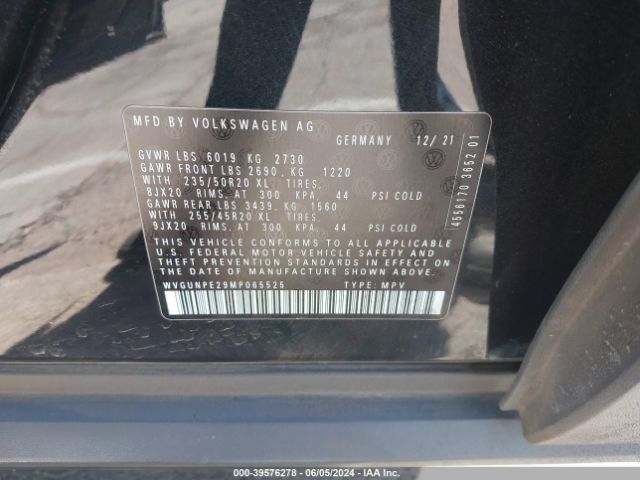 MFD BY VOLKSWAGEN AG
GERMANY 12/21
GVWR LBS 6019 KG 2730
GAWR FRONT LBS 2690 KG 1220
WITH 235/50R20 XL TIRES,
8JX20 RIMS, AT 300 KPA, 44 PSI COLD
GAWR REAR LBS 3439, KG 1560
WITH 255/45R20 XL TIRES,
9JX20 RIMS, AT 300 KPA, 44 PSI COLD
THIS VEHICLE CONFORMS TO ALL APPLICABLE
U.S. FEDERAL MOTOR VEHICLE SAFETY AND
THEFT PREVENTION STANDARDS IN EFFECT
ON THE DATE OF MANUFACTURE SHOWN ABOVE.
WVGUNPE29MP065525 TYPE: MPV
4556170 3652 01
000-39576278 - 06/05/2024 - IAA Inc.